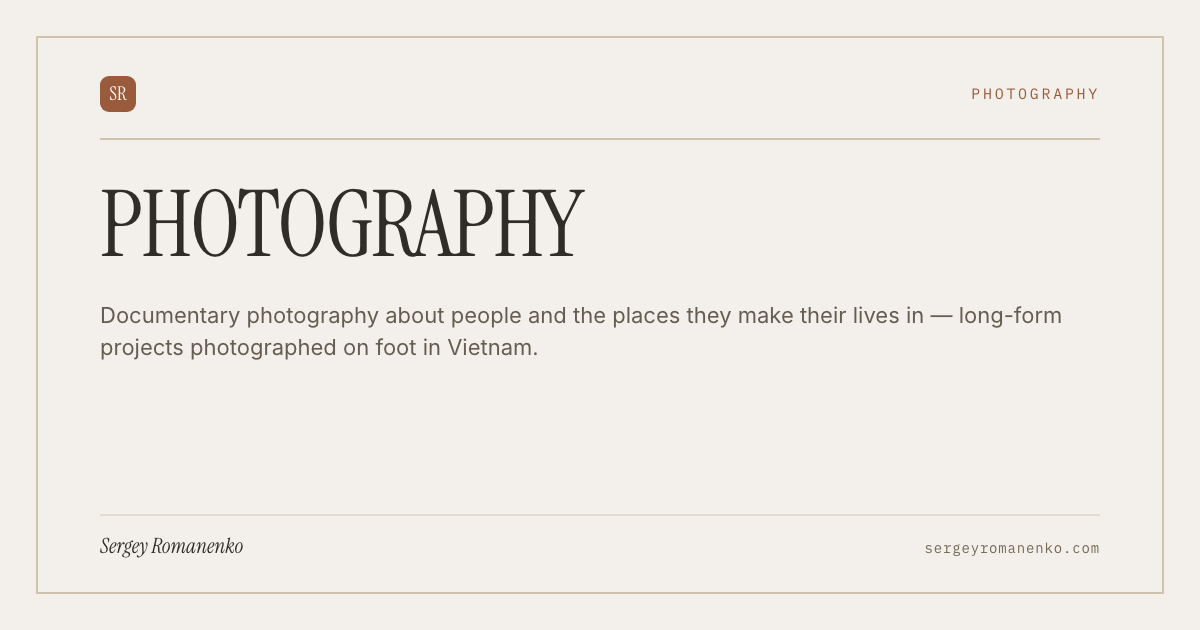 SR
PHOTOGRAPHY
PHOTOGRAPHY
Documentary photography about people and the places they make their lives in — long-form
projects photographed on foot in Vietnam.
Sergey Romanenko
sergeyromanenko.com